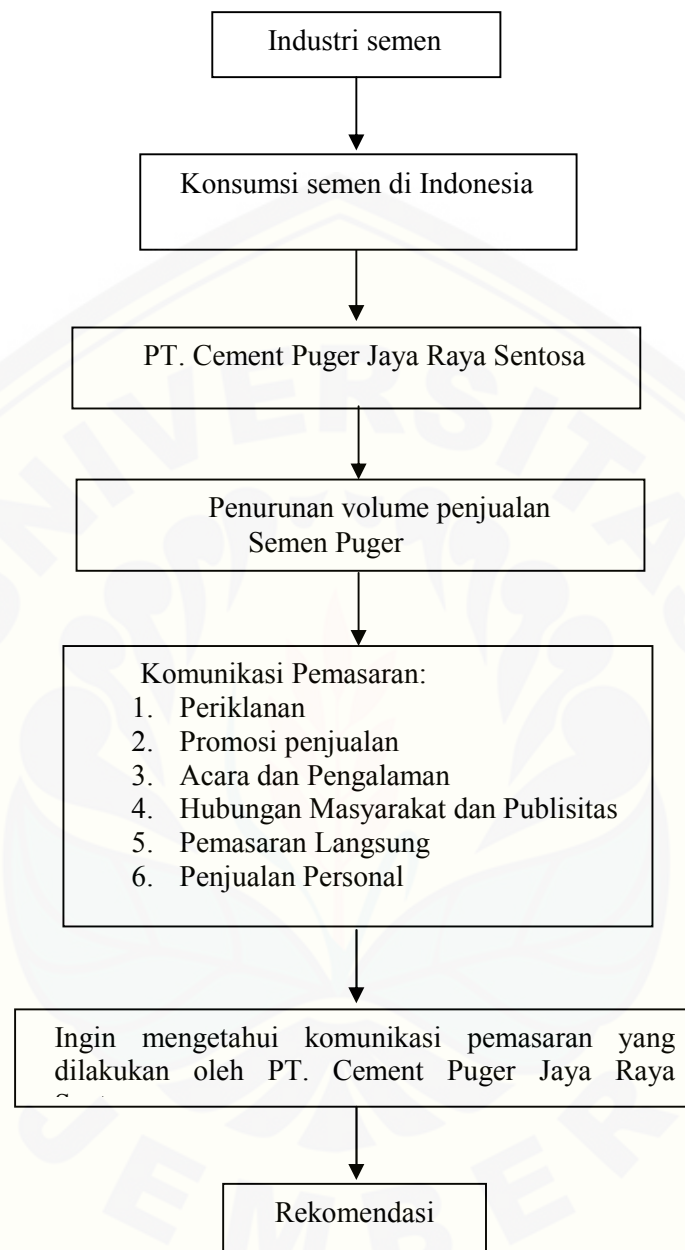 Industri semen
Konsumsi semen di Indonesia
PT. Cement Puger Jaya Raya Sentosa
Penurunan volume penjualan
Semen Puger
Komunikasi Pemasaran:
1. Periklanan
2. Promosi penjualan
3. Acara dan Pengalaman
4. Hubungan Masyarakat dan Publisitas
5. Pemasaran Langsung
6. Penjualan Personal
Ingin mengetahui komunikasi pemasaran yang
dilakukan oleh PT. Cement Puger Jaya Raya
Rekomendasi
UNIVERSITAS
JEMBER